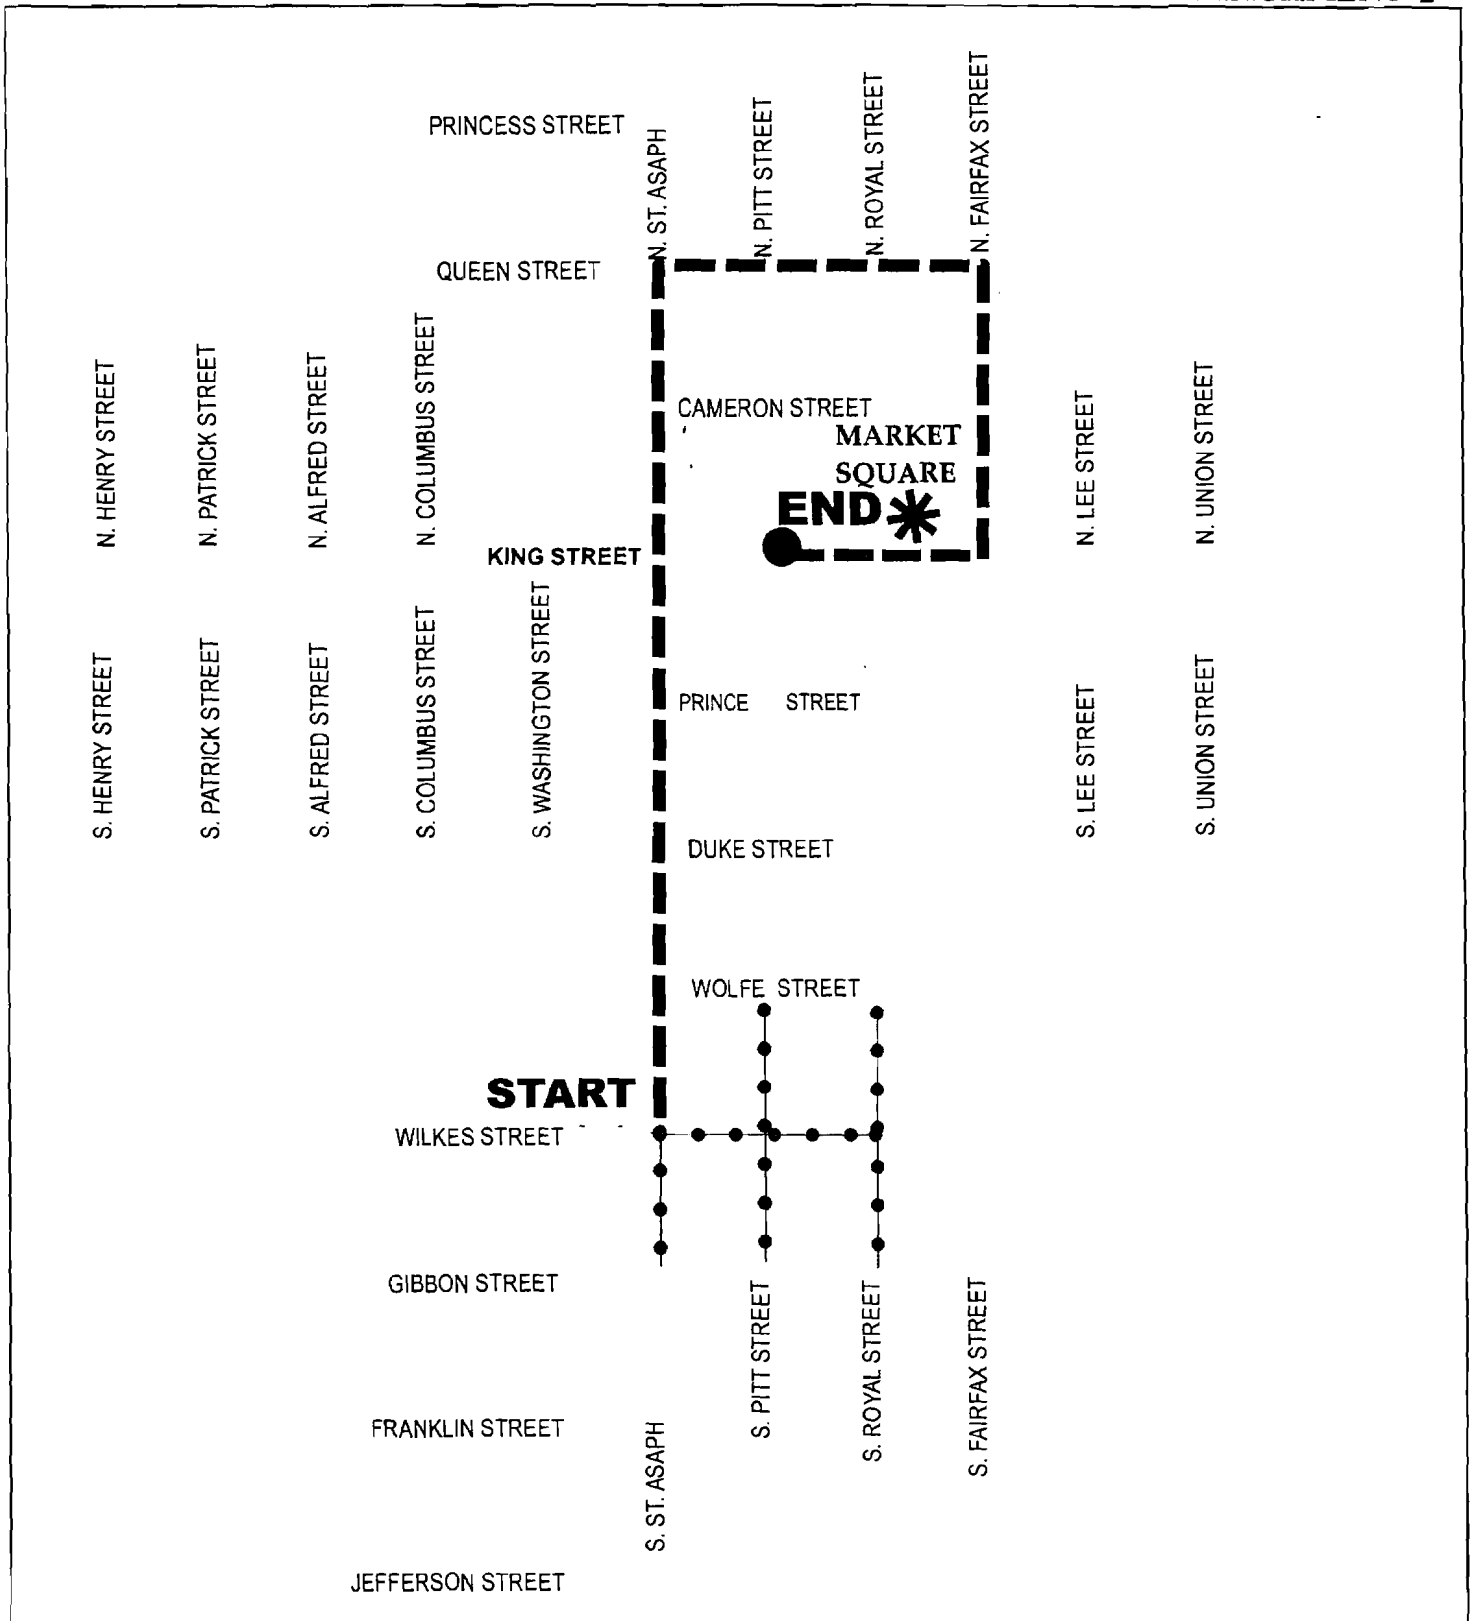 PRINCESS STREET
N. ST. ASAPH
N. PITT STREET
N. ROYAL STREET
N. FAIRFAX STREET
QUEEN STREET
N. HENRY STREET
N. PATRICK STREET
N. ALFRED STREET
N. COLUMBUS STREET
CAMERON STREET
MARKET
SQUARE
END
N. LEE STREET
N. UNION STREET
KING STREET
S. HENRY STREET
S. PATRICK STREET
S. ALFRED STREET
S. COLUMBUS STREET
S. WASHINGTON STREET
PRINCE STREET
S. LEE STREET
S. UNION STREET
DUKE STREET
WOLFE STREET
START
WILKES STREET
GIBBON STREET
S. PITT STREET
S. ROYAL STREET
S. FAIRFAX STREET
FRANKLIN STREET
S. ST. ASAPH
JEFFERSON STREET